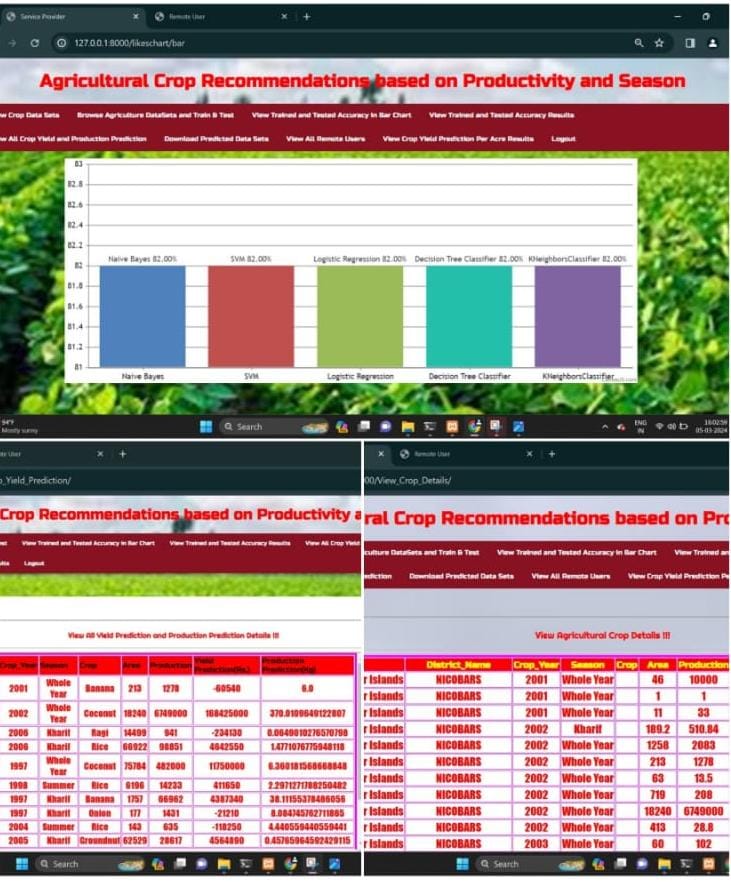 Service Provider
Remote User
127.0.0.1:8000/likeschart/bar
Agricultural Crop Recommendations based on Productivity and Season
w Crop Data Sets Browse Agriculture DataSets and Train & Test View Trained and Tested Accuracy in Bar Chart View Trained and Tested Accuracy Results
w All Crop Yield and Production Prediction Download Predicted Data Sets View All Remote Users View Crop Yield Prediction Per Acre Results Logout
83
82.8
82.6
82.4
82.2
82
81.8
81.6
81.4
81.2
81
Naive Bayes 82.00% SVM 82.00% Logistic Regression 82.00% Decision Tree Classifier 82.00% KNeighborsClassifier 82.00%
Naive Bayes SVM Logistic Regression Decision Tree Classifier KNeighborsClassifier
94°F
Mostly sunny
Search
ENG
IN
16:02:59
05-03-2024
te User
p_Yield_Prediction/
Crop Recommendations based on Productivity a
est View Trained and Tested Accuracy in Bar Chart View Trained and Tested Accuracy Results View All Crop Yield
ults Logout
View All Yield Prediction and Production Prediction Details !!!
Crop_Year Season Crop Area Production Yield Prediction(Rs.) Production Prediction(Kg)
2001 Whole Year Banana 213 1278 -60540 6.0
2002 Whole Year Coconut 18240 6749000 168425000 370.0109649122807
2006 Kharif Ragi 14499 941 -234130 0.0649010276570798
2006 Kharif Rice 66922 98851 4642550 1.4771076775948118
1997 Whole Year Coconut 75784 482000 11750000 6.360181568668848
1998 Summer Rice 6196 14233 411650 2.2971271788250482
1997 Kharif Banana 1757 66962 4387340 38.11155378486056
1997 Kharif Onion 177 1431 -21210 8.084745762711865
2004 Summer Rice 143 635 -118250 4.440559440559441
2005 Kharif Groundnut 62529 28617 4564890 0.45765964592429115
Search
Remote User
00/View_Crop_Details/
ral Crop Recommendations based on Pro
culture DataSets and Train & Test View Trained and Tested Accuracy in Bar Chart View Trained an
ediction Download Predicted Data Sets View All Remote Users View Crop Yield Prediction Pe
View Agricultural Crop Details !!!
District_Name Crop_Year Season Crop Area Production
r Islands NICOBARS 2001 Whole Year 46 10000
r Islands NICOBARS 2001 Whole Year 1 1
r Islands NICOBARS 2001 Whole Year 11 33
r Islands NICOBARS 2002 Kharif 189.2 510.84
r Islands NICOBARS 2002 Whole Year 1258 2083
r Islands NICOBARS 2002 Whole Year 213 1278
r Islands NICOBARS 2002 Whole Year 63 13.5
r Islands NICOBARS 2002 Whole Year 719 208
r Islands NICOBARS 2002 Whole Year 18240 6749000
r Islands NICOBARS 2002 Whole Year 413 28.8
r Islands NICOBARS 2003 Whole Year 60 102
Search